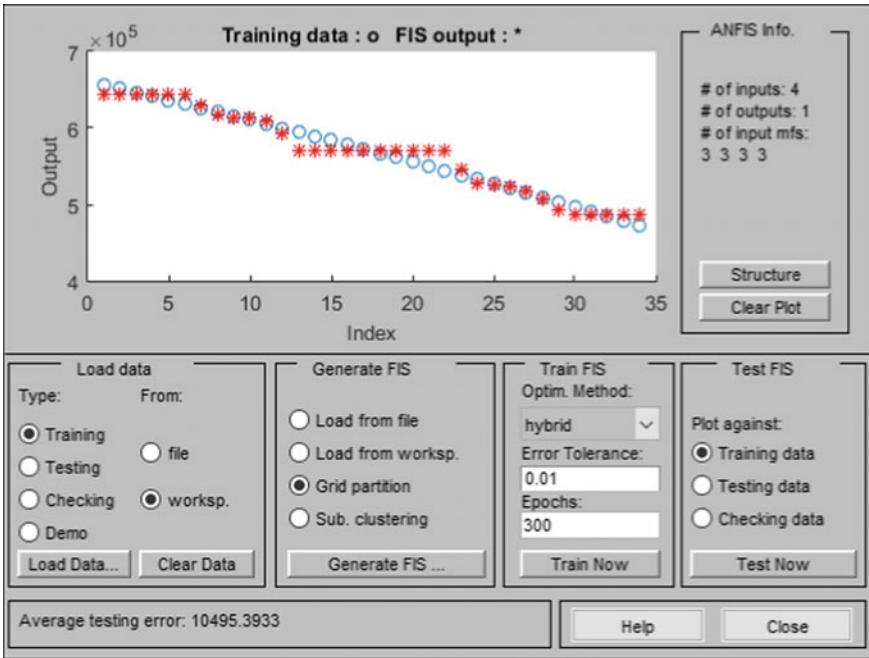 × 10⁵
Training data : o FIS output : *
7
6
5
4
Output
0 5 10 15 20 25 30 35
Index
ANFIS Info.
# of inputs: 4
# of outputs: 1
# of input mfs:
3 3 3 3
Structure
Clear Plot
Load data
Type:
From:
Training
Testing
Checking
Demo
file
worksp.
Load Data...
Clear Data
Generate FIS
Load from file
Load from worksp.
Grid partition
Sub. clustering
Generate FIS ...
Train FIS
Optim. Method:
hybrid
Error Tolerance:
0.01
Epochs:
300
Train Now
Test FIS
Plot against:
Training data
Testing data
Checking data
Test Now
Average testing error: 10495.3933
Help
Close